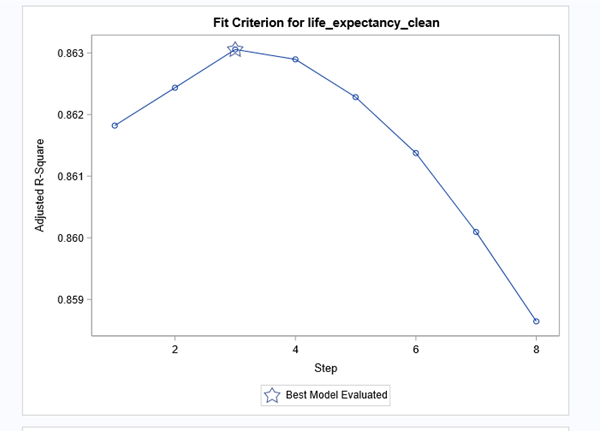 Fit Criterion for life_expectancy_clean
0.863
0.862
0.861
0.860
0.859
Adjusted R-Square
2 4 6 8
Step
Best Model Evaluated